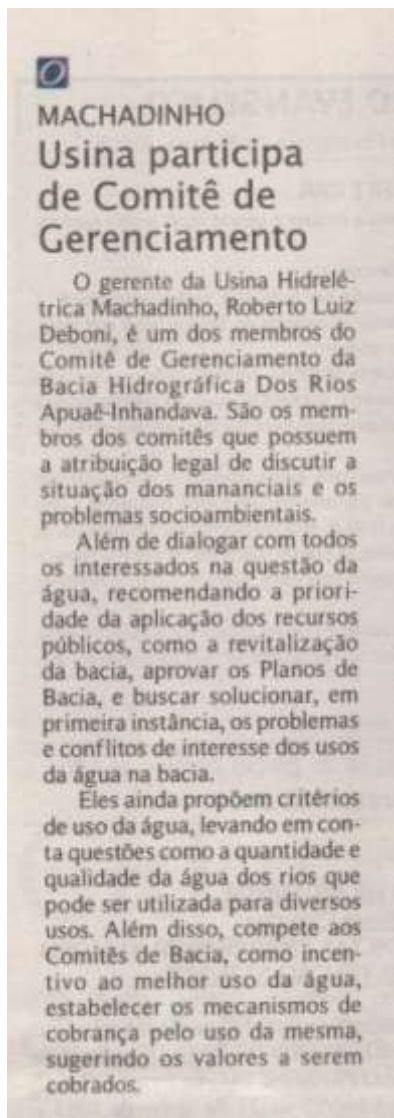 MACHADINHO
Usina participa
de Comitê de
Gerenciamento
O gerente da Usina Hidrelé-
trica Machadinho, Roberto Luiz
Deboni, é um dos membros do
Comitê de Gerenciamento da
Bacia Hidrográfica Dos Rios
Apuaê-Inhandava. São os mem-
bros dos comitês que possuem
a atribuição legal de discutir a
situação dos mananciais e os
problemas socioambientais.
Além de dialogar com todos
os interessados na questão da
água, recomendando a priori-
dade da aplicação dos recursos
públicos, como a revitalização
da bacia, aprovar os Planos de
Bacia, e buscar solucionar, em
primeira instância, os problemas
e conflitos de interesse dos usos
da água na bacia.
Eles ainda propõem critérios
de uso da água, levando em con-
ta questões como a quantidade e
qualidade da água dos rios que
pode ser utilizada para diversos
usos. Além disso, compete aos
Comitês de Bacia, como incen-
tivo ao melhor uso da água,
estabelecer os mecanismos de
cobrança pelo uso da mesma,
sugerindo os valores a serem
cobrados.